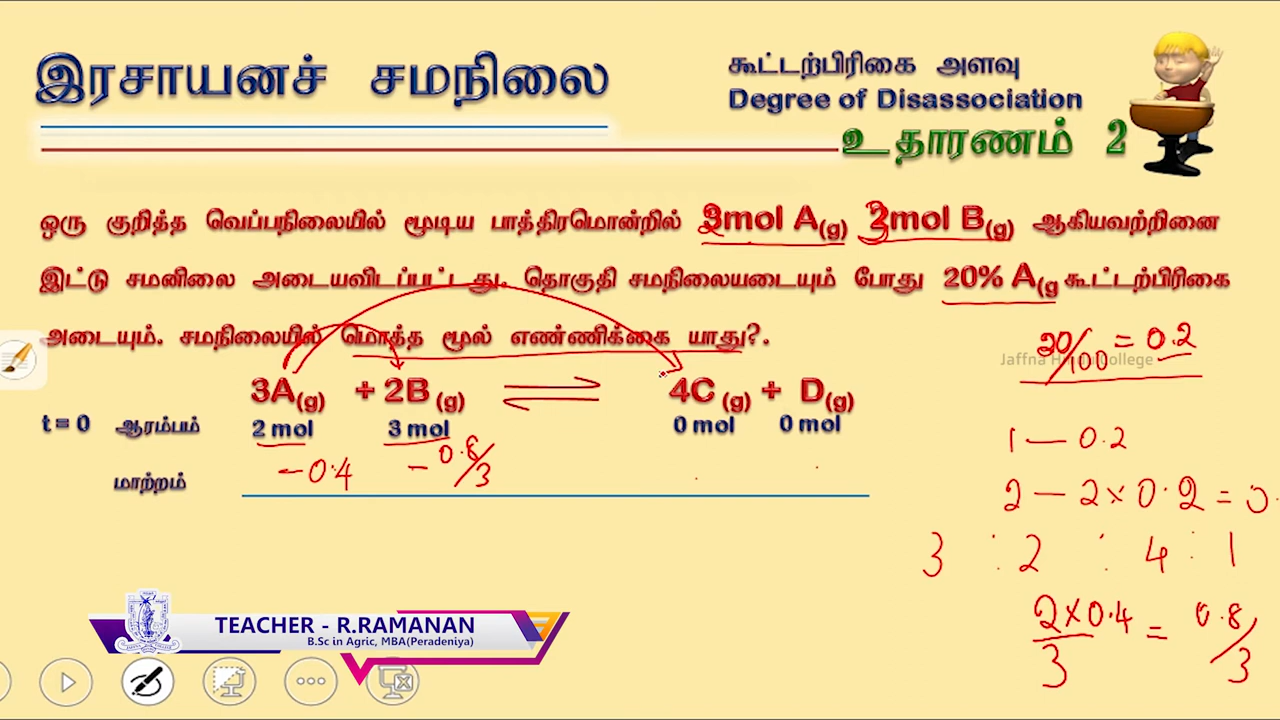 இரசாயனச் சமநிலை
கூட்டற்பிரிகை அளவு
Degree of Disassociation
உதாரணம் 2
ஒரு குறித்த வெப்பநிலையில் மூடிய பாத்திரமொன்றில் 2mol A(g) 3mol B(g) ஆகியவற்றினை
இட்டு சமனிலை அடையவிடப்பட்டது. தொகுதி சமநிலையடையும் போது 20% A(g கூட்டற்பிரிகை
அடையும். சமநிலையில் மொத்த மூல் எண்ணிக்கை யாது?.
20/100 = 0.2
Jaffna Hindu College
3A(g) + 2B (g) ⇌ 4C (g) + D(g)
t = 0 ஆரம்பம் 2 mol 3 mol 0 mol 0 mol
மாற்றம் - 0.4 - 0.8/3
1 — 0.2
2 — 2 × 0.2 = 0.
3 : 2 : 4 : 1
2 × 0.4 / 3 = 0.8/3
TEACHER - R.RAMANAN
B.Sc in Agric, MBA(Peradeniya)